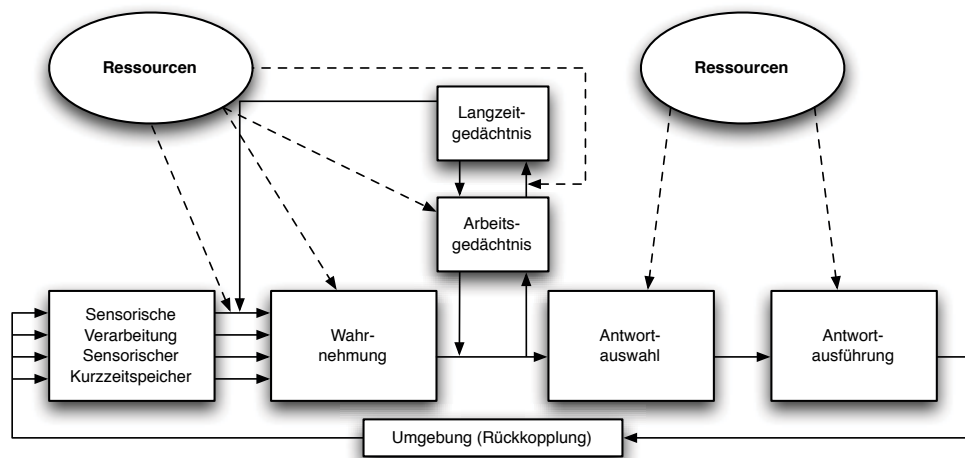 Ressourcen
Ressourcen
Langzeit-
gedächtnis
Arbeits-
gedächtnis
Sensorische
Verarbeitung
Sensorischer
Kurzzeitspeicher
Wahr-
nehmung
Antwort-
auswahl
Antwort-
ausführung
Umgebung (Rückkopplung)